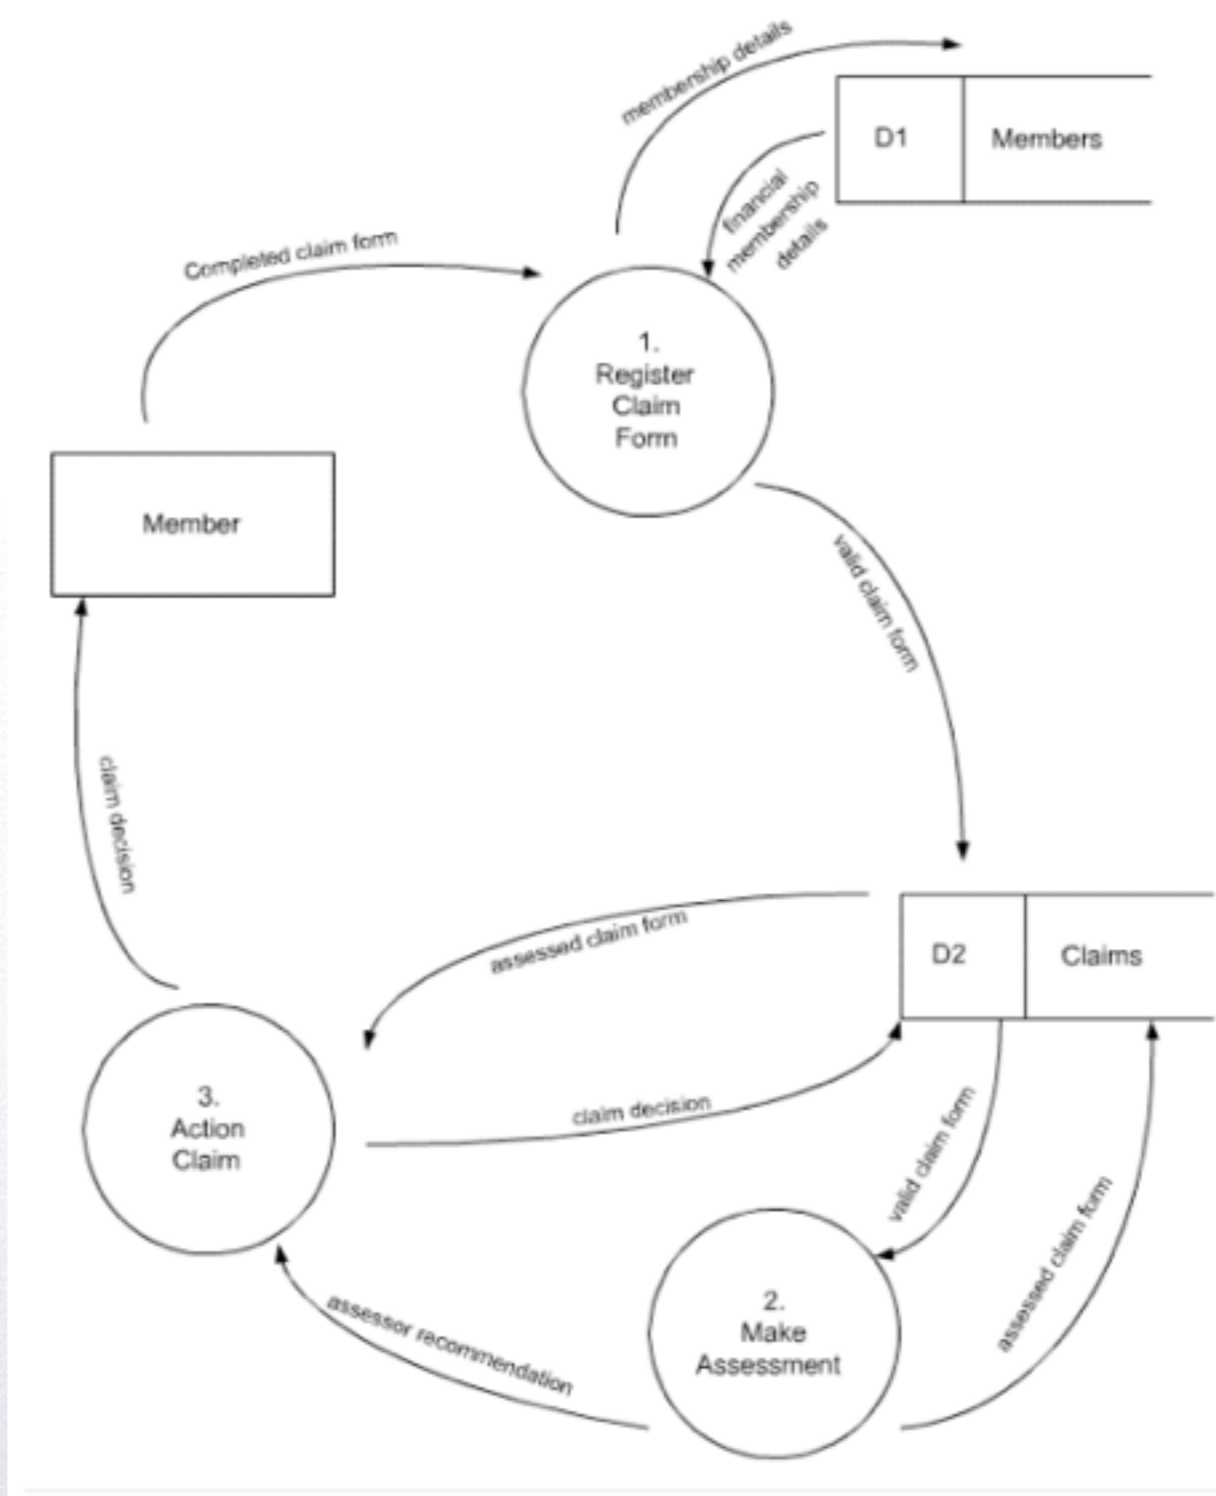 membership details
D1
Members
financial
membership
details
Completed claim form
1.
Register
Claim
Form
Member
valid claim form
claim decision
assessed claim form
D2
Claims
3.
Action
Claim
claim decision
valid claim form
assessed claim form
2.
Make
Assessment
assessor recommendation